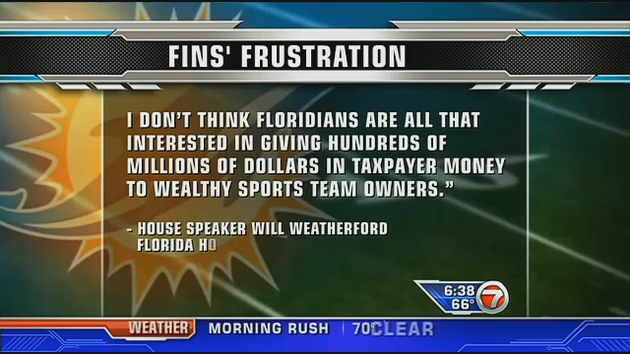 FINS' FRUSTRATION
I DON'T THINK FLORIDIANS ARE ALL THAT
INTERESTED IN GIVING HUNDREDS OF
MILLIONS OF DOLLARS IN TAXPAYER MONEY
TO WEALTHY SPORTS TEAM OWNERS.”
- HOUSE SPEAKER WILL WEATHERFORD
FLORIDA HO
6:38
66°
7
WEATHER MORNING RUSH 70° CLEAR